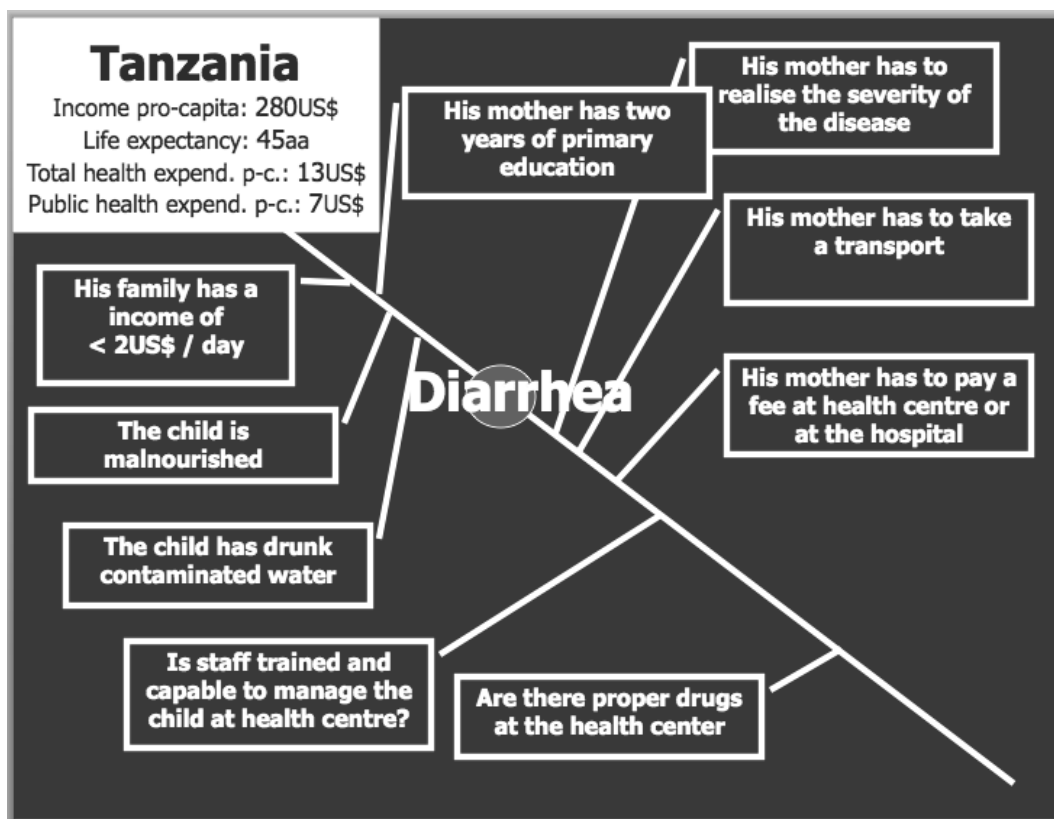 Tanzania
Income pro-capita: 280US$
Life expectancy: 45aa
Total health expend. p-c.: 13US$
Public health expend. p-c.: 7US$
His mother has two
years of primary
education
His mother has to
realise the severity of
the disease
His mother has to take
a transport
His family has a
income of
< 2US$ / day
Diarrhea
His mother has to pay a
fee at health centre or
at the hospital
The child is
malnourished
The child has drunk
contaminated water
Is staff trained and
capable to manage the
child at health centre?
Are there proper drugs
at the health center